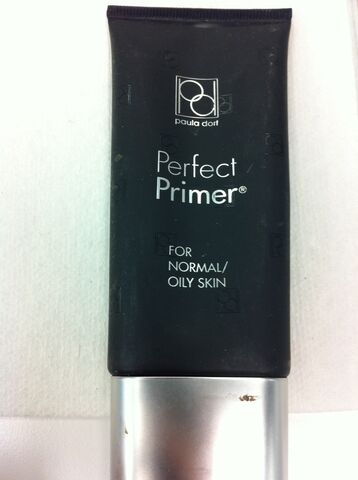 pd
paula dorf
Perfect
Primer®
FOR
NORMAL/
OILY SKIN